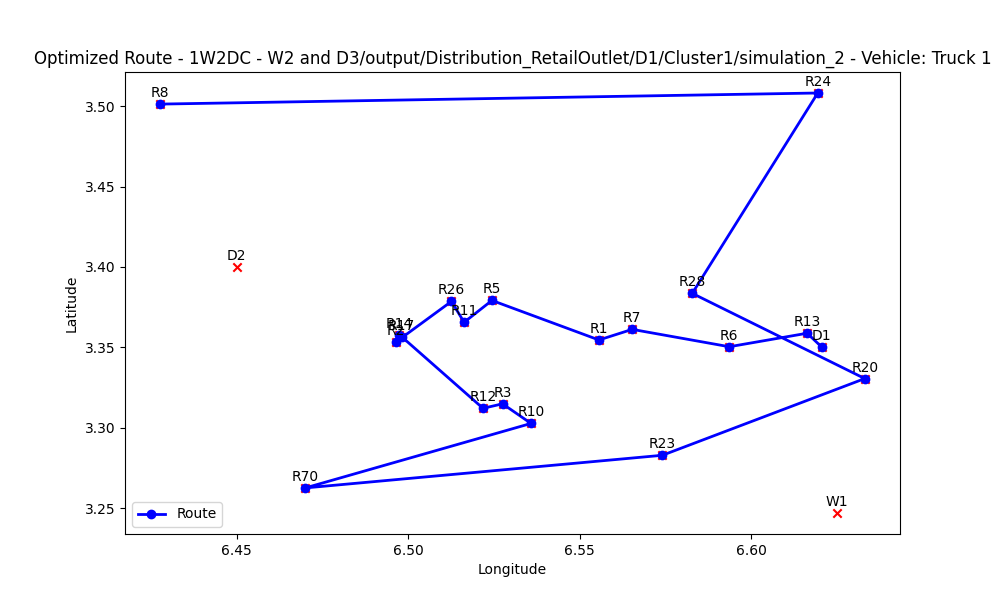 Optimized Route - 1W2DC - W2 and D3/output/Distribution_RetailOutlet/D1/Cluster1/simulation_2 - Vehicle: Truck 1
R8
R24
3.50
3.45
D2
3.40
R28
R26
R5
R11
R14
R17
R1
R7
R6
R13
D1
3.35
R20
R12
R3
R10
3.30
R23
R70
W1
3.25
Route
6.45
6.50
6.55
6.60
Longitude
Latitude